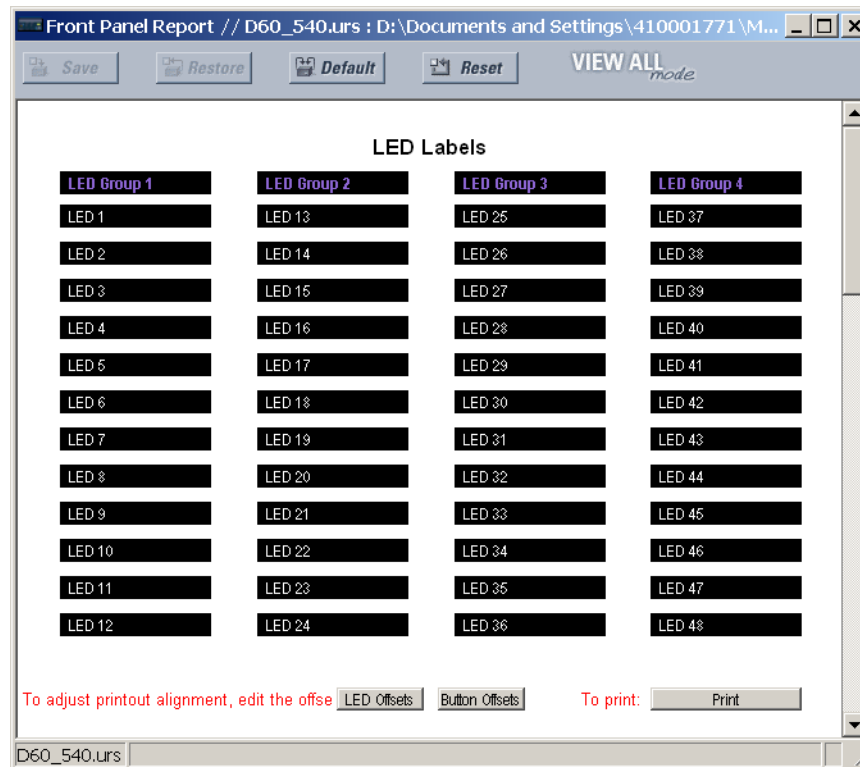 Front Panel Report // D60_540.urs : D:\Documents and Settings\410001771\M...
Save Restore Default Reset VIEW ALL mode
LED Labels
LED Group 1 LED Group 2 LED Group 3 LED Group 4
LED 1 LED 13 LED 25 LED 37
LED 2 LED 14 LED 26 LED 38
LED 3 LED 15 LED 27 LED 39
LED 4 LED 16 LED 28 LED 40
LED 5 LED 17 LED 29 LED 41
LED 6 LED 18 LED 30 LED 42
LED 7 LED 19 LED 31 LED 43
LED 8 LED 20 LED 32 LED 44
LED 9 LED 21 LED 33 LED 45
LED 10 LED 22 LED 34 LED 46
LED 11 LED 23 LED 35 LED 47
LED 12 LED 24 LED 36 LED 48
To adjust printout alignment, edit the offse LED Offsets Button Offsets To print: Print
D60_540.urs